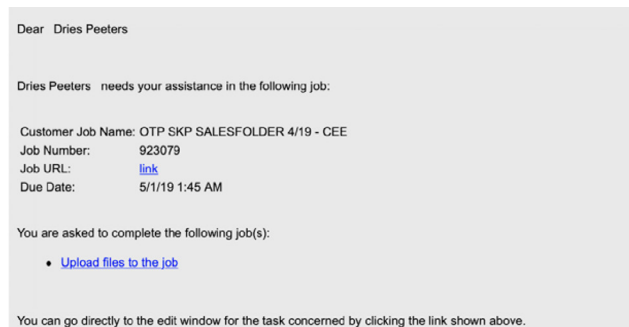 Dear Dries Peeters
Dries Peeters needs your assistance in the following job:
Customer Job Name: OTP SKP SALESFOLDER 4/19 - CEE
Job Number: 923079
Job URL: link
Due Date: 5/1/19 1:45 AM
You are asked to complete the following job(s):
• Upload files to the job
You can go directly to the edit window for the task concerned by clicking the link shown above.